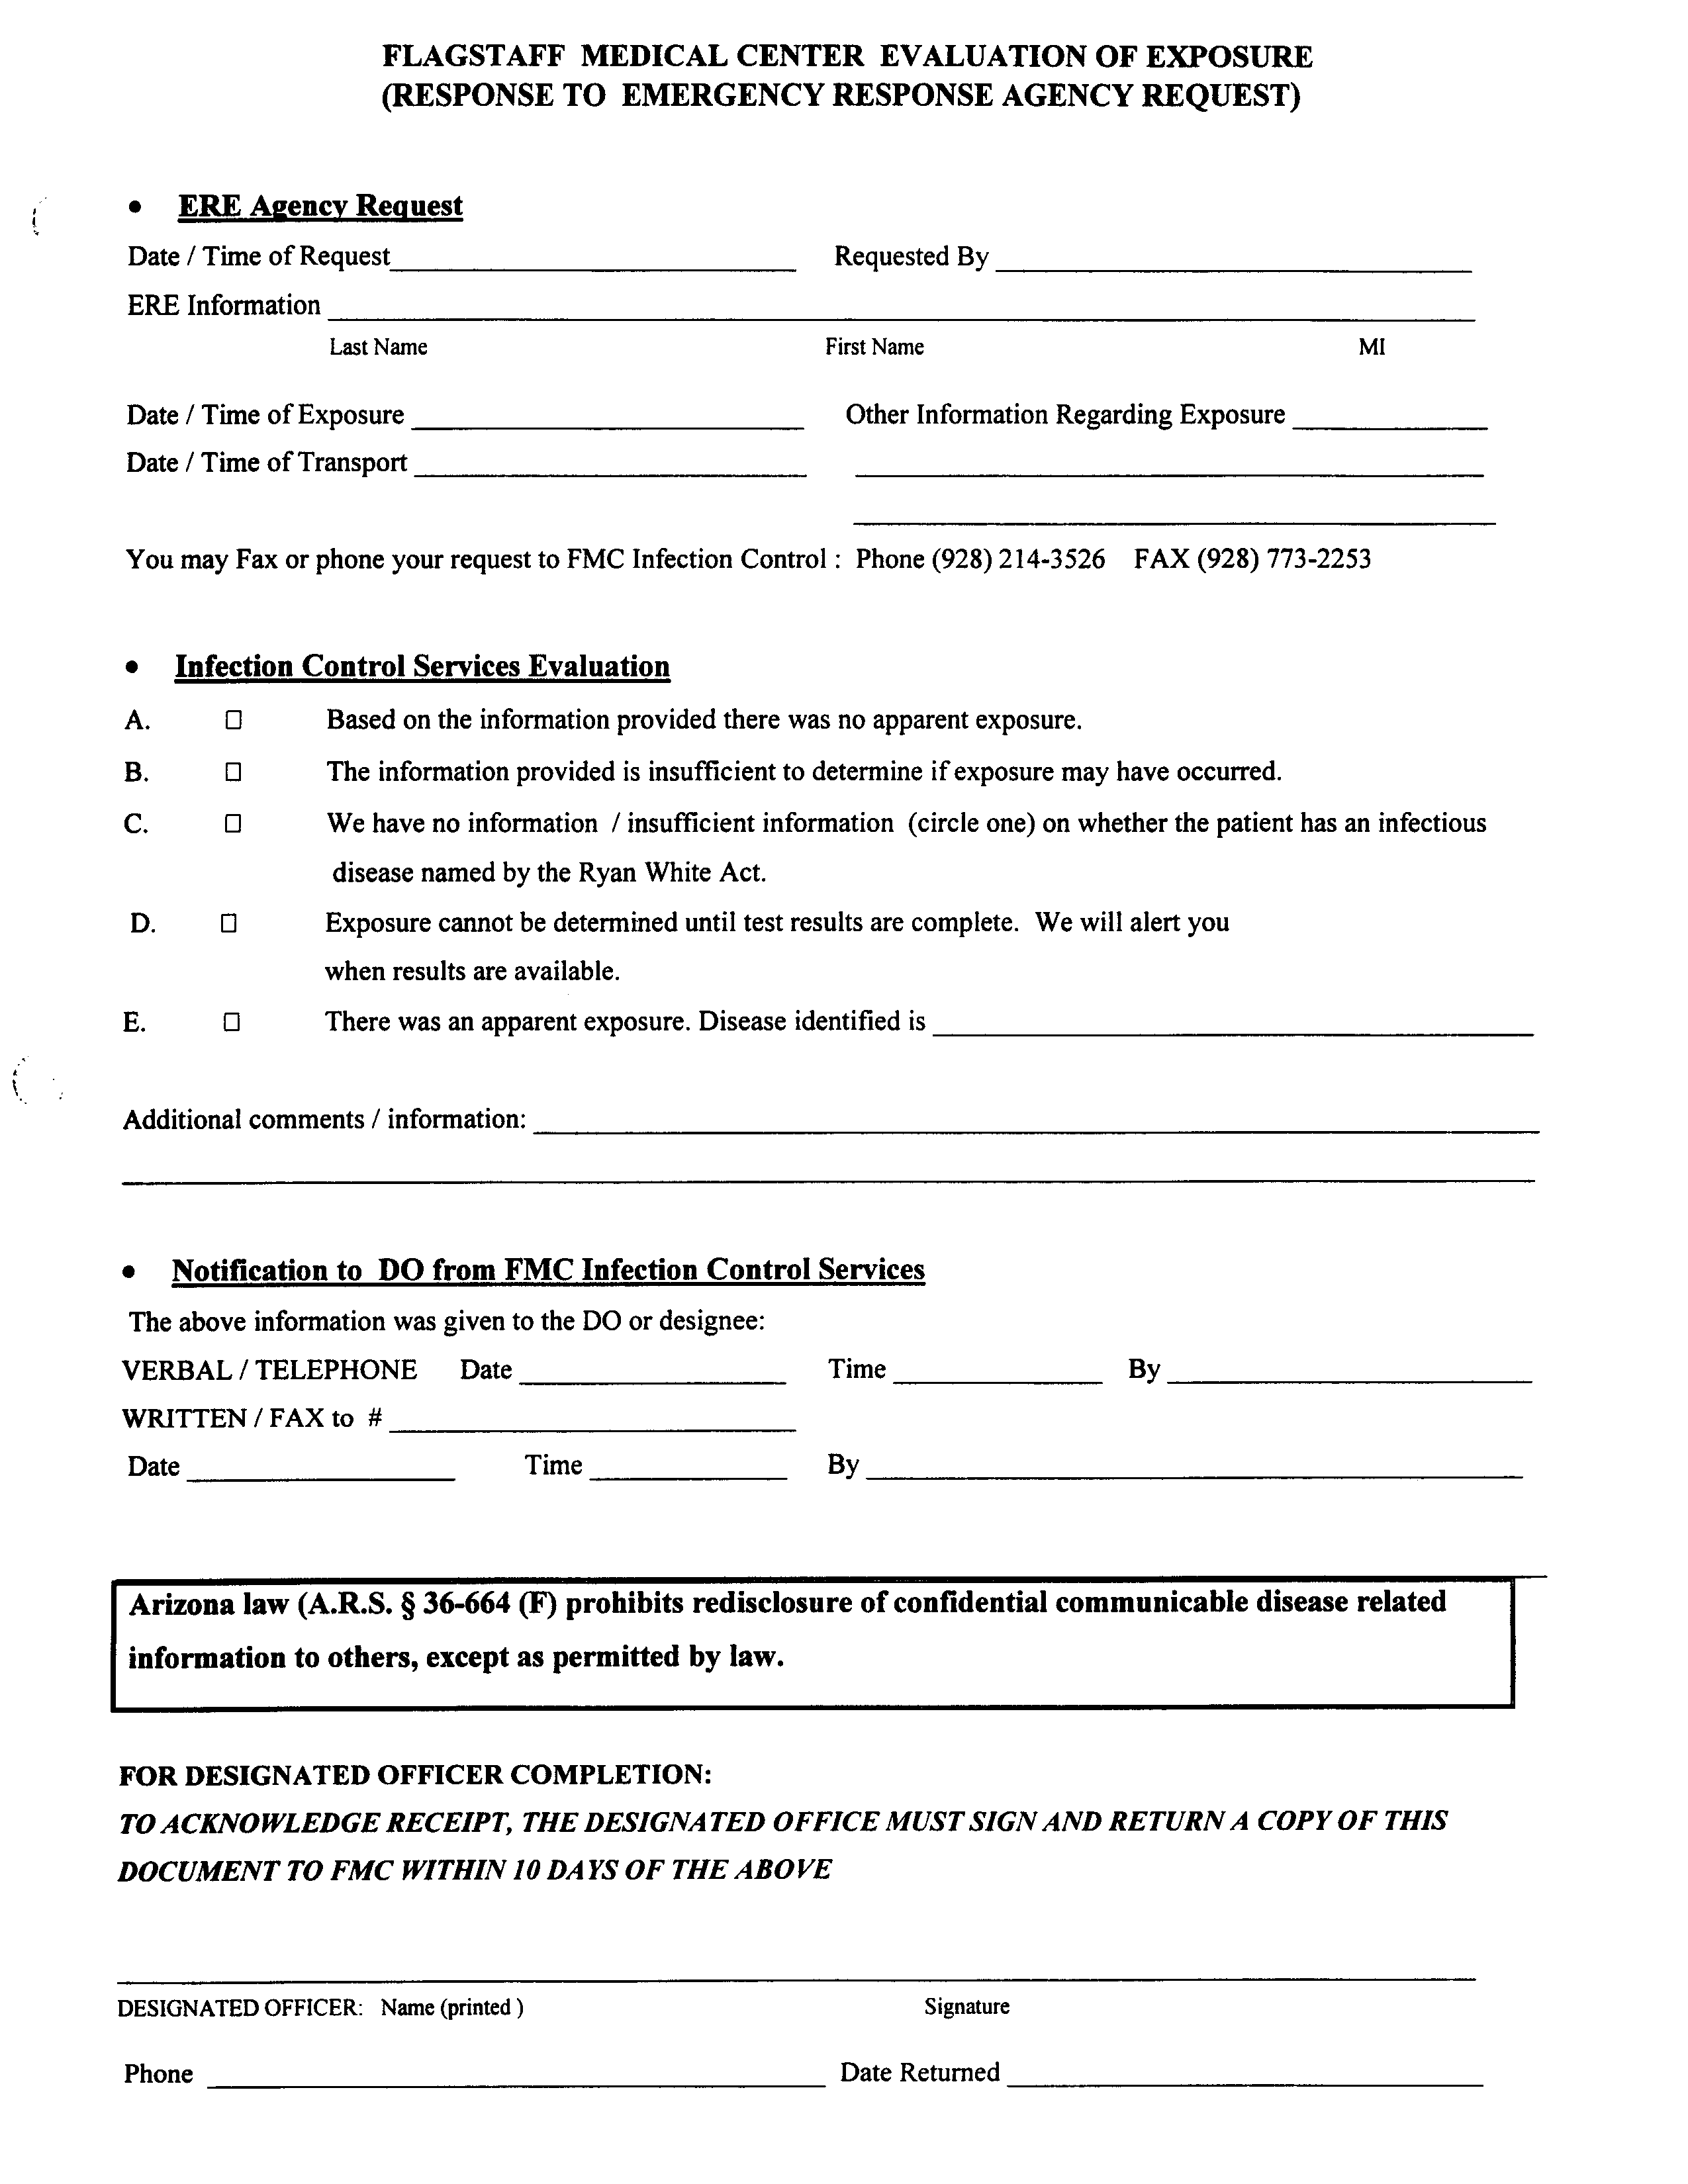 FLAGSTAFF MEDICAL CENTER EVALUATION OF EXPOSURE
(RESPONSE TO EMERGENCY RESPONSE AGENCY REQUEST)
• ERE Agency Request
Date / Time of Request Requested By
ERE Information
Last Name First Name MI
Date / Time of Exposure Other Information Regarding Exposure
Date / Time of Transport
You may Fax or phone your request to FMC Infection Control : Phone (928) 214-3526 FAX (928) 773-2253
• Infection Control Services Evaluation
A. ☐ Based on the information provided there was no apparent exposure.
B. ☐ The information provided is insufficient to determine if exposure may have occurred.
C. ☐ We have no information / insufficient information (circle one) on whether the patient has an infectious
disease named by the Ryan White Act.
D. ☐ Exposure cannot be determined until test results are complete. We will alert you
when results are available.
E. ☐ There was an apparent exposure. Disease identified is
Additional comments / information:
• Notification to DO from FMC Infection Control Services
The above information was given to the DO or designee:
VERBAL / TELEPHONE Date Time By
WRITTEN / FAX to #
Date Time By
Arizona law (A.R.S. § 36-664 (F) prohibits redisclosure of confidential communicable disease related
information to others, except as permitted by law.
FOR DESIGNATED OFFICER COMPLETION:
TO ACKNOWLEDGE RECEIPT, THE DESIGNATED OFFICE MUST SIGN AND RETURN A COPY OF THIS
DOCUMENT TO FMC WITHIN 10 DAYS OF THE ABOVE
DESIGNATED OFFICER: Name (printed ) Signature
Phone Date Returned